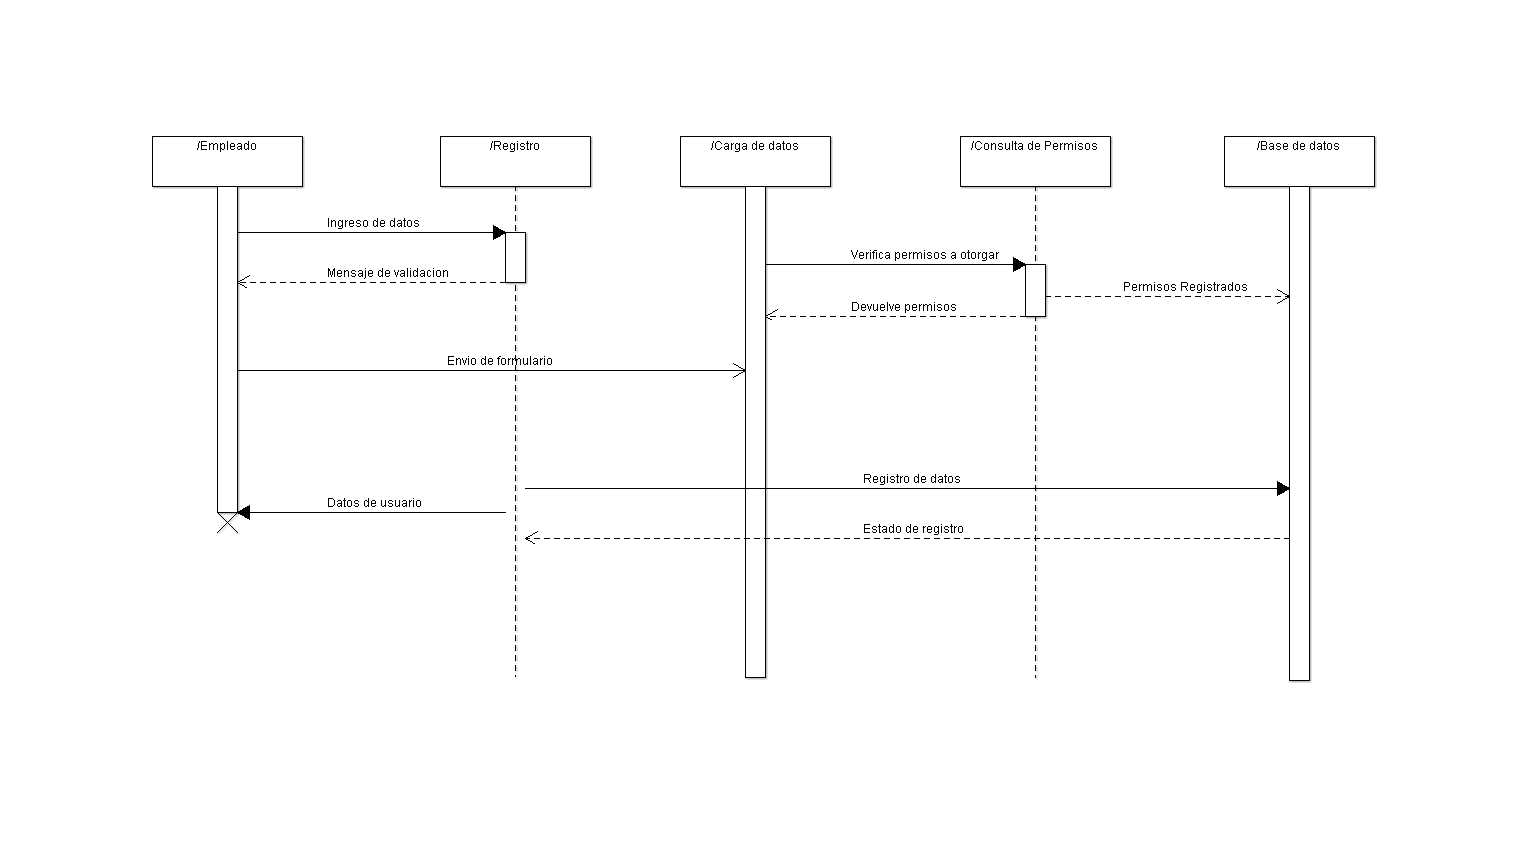 /Empleado
/Registro
/Carga de datos
/Consulta de Permisos
/Base de datos
Ingreso de datos
Verifica permisos a otorgar
Mensaje de validacion
Permisos Registrados
Devuelve permisos
Envio de formulario
Registro de datos
Datos de usuario
Estado de registro